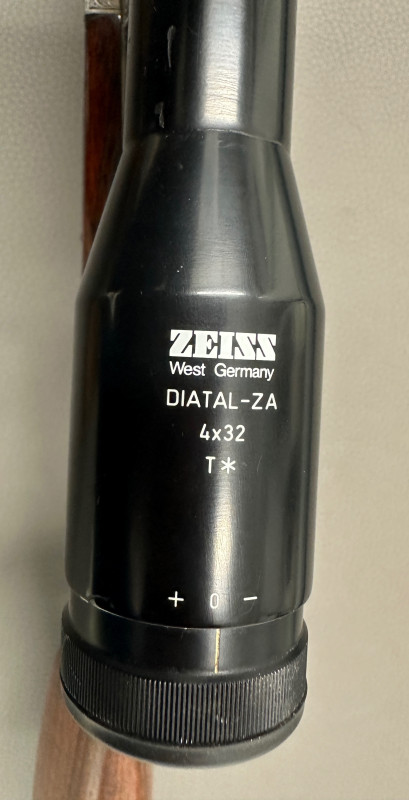 ZEISS
West Germany
DIATAL-ZA
4x32
T*
+ 0 -